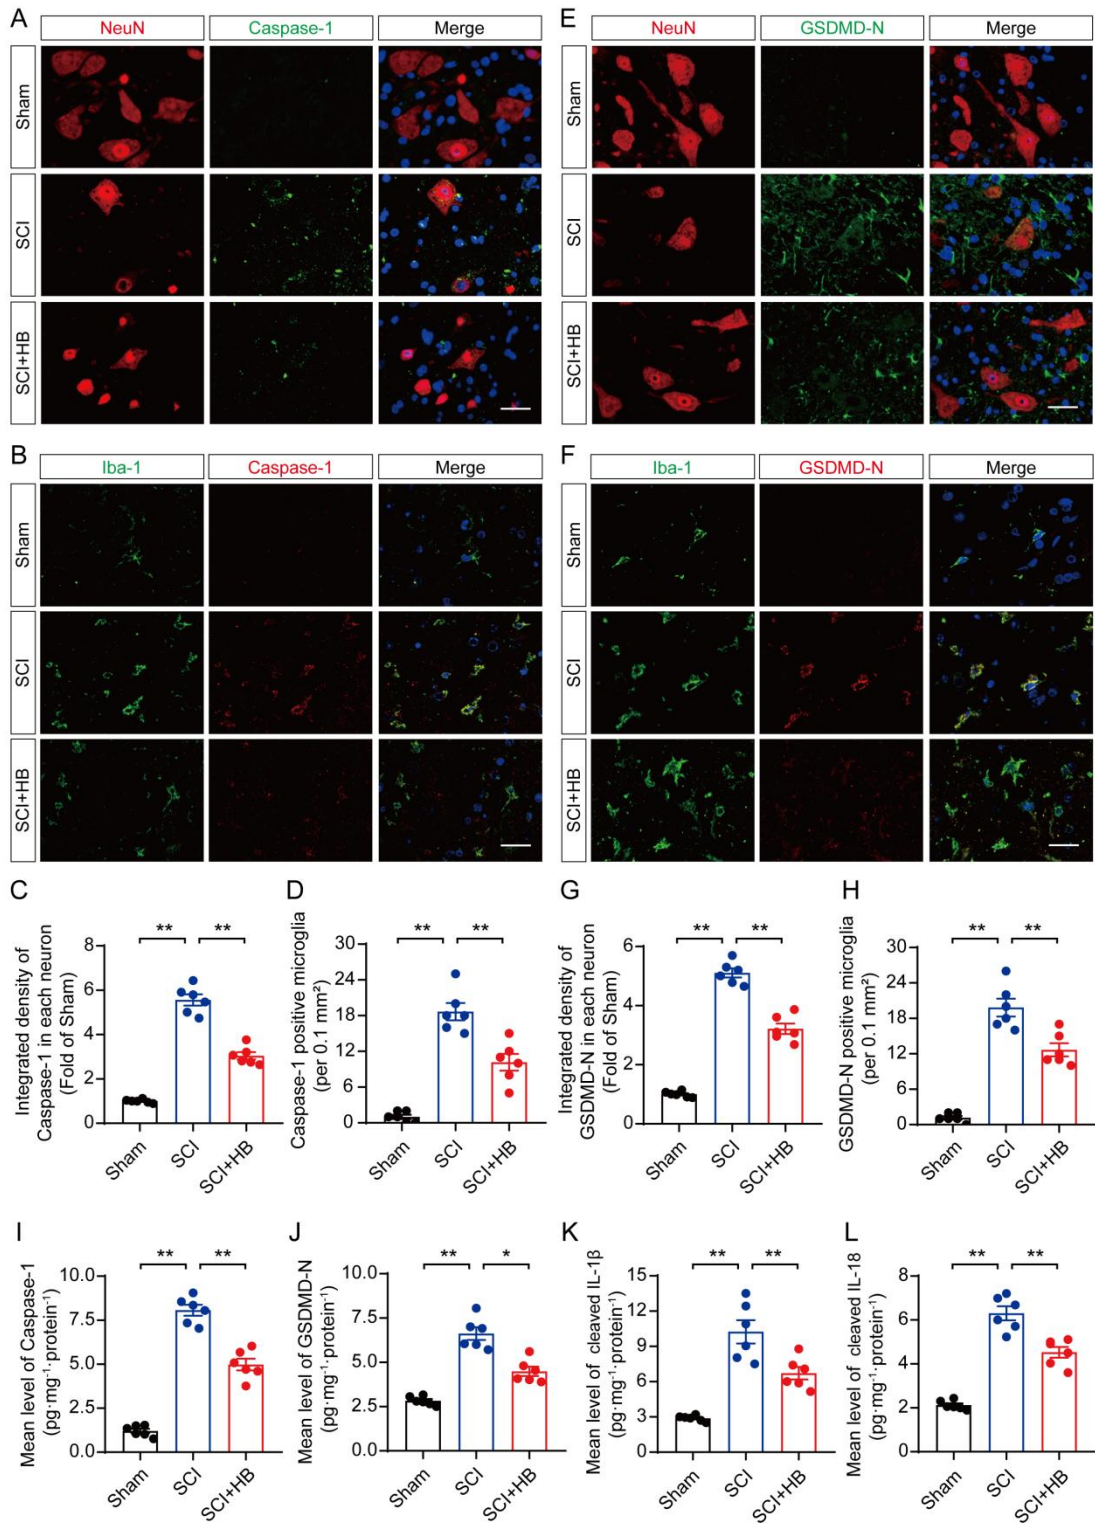 A
NeuN Caspase-1 Merge
Sham
SCI
SCI+HB
E
NeuN GSDMD-N Merge
Sham
SCI
SCI+HB
B
Iba-1 Caspase-1 Merge
Sham
SCI
SCI+HB
F
Iba-1 GSDMD-N Merge
Sham
SCI
SCI+HB
C
Integrated density of
Caspase-1 in each neuron
(Fold of Sham)
8
6
4
2
0
** **
Sham SCI SCI+HB
D
Caspase-1 positive microglia
(per 0.1 mm²)
30
24
18
12
6
0
** **
Sham SCI SCI+HB
G
Integrated density of
GSDMD-N in each neuron
(Fold of Sham)
6
4
2
0
** **
Sham SCI SCI+HB
H
GSDMD-N positive microglia
(per 0.1 mm²)
30
24
18
12
6
0
** **
Sham SCI SCI+HB
I
Mean level of Caspase-1
(pg·mg⁻¹·protein⁻¹)
10.0
7.5
5.0
2.5
0.0
** **
Sham SCI SCI+HB
J
Mean level of GSDMD-N
(pg·mg⁻¹·protein⁻¹)
10.0
7.5
5.0
2.5
0.0
** *
Sham SCI SCI+HB
K
Mean level of cleaved IL-1β
(pg·mg⁻¹·protein⁻¹)
15
12
9
6
3
0
** **
Sham SCI SCI+HB
L
Mean level of cleaved IL-18
(pg·mg⁻¹·protein⁻¹)
8
6
4
2
0
** **
Sham SCI SCI+HB